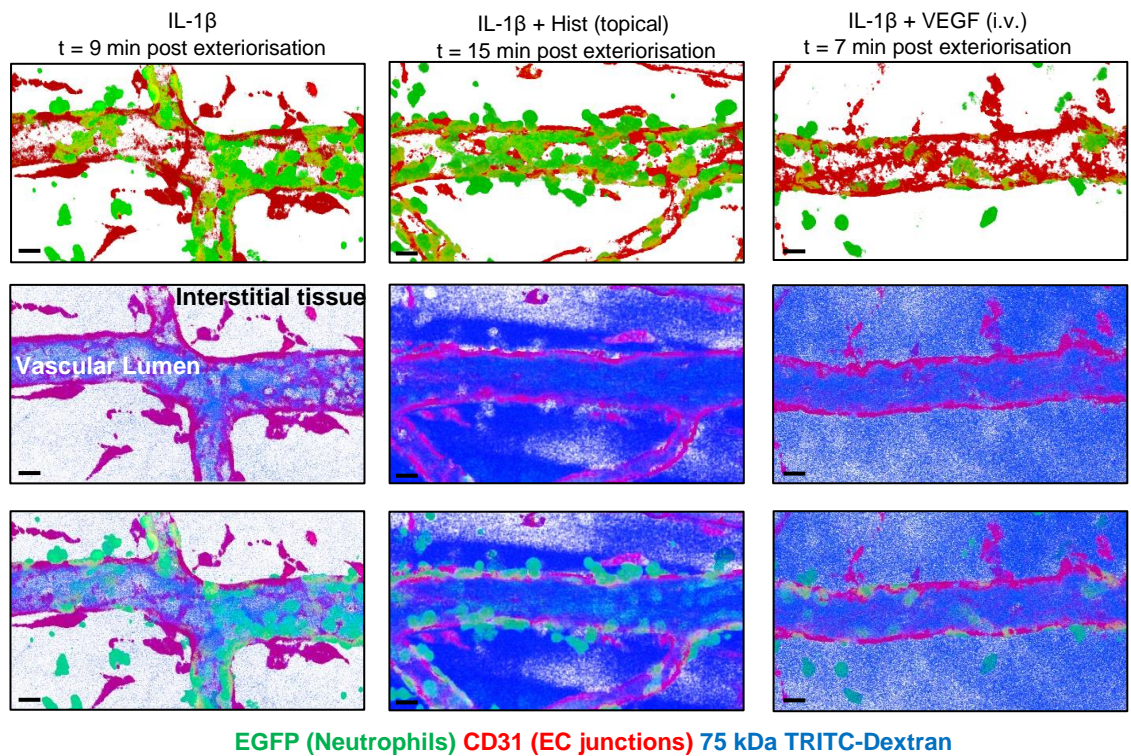 IL-1β
t = 9 min post exteriorisation
IL-1β + Hist (topical)
t = 15 min post exteriorisation
IL-1β + VEGF (i.v.)
t = 7 min post exteriorisation
Interstitial tissue
Vascular Lumen
EGFP (Neutrophils) CD31 (EC junctions) 75 kDa TRITC-Dextran